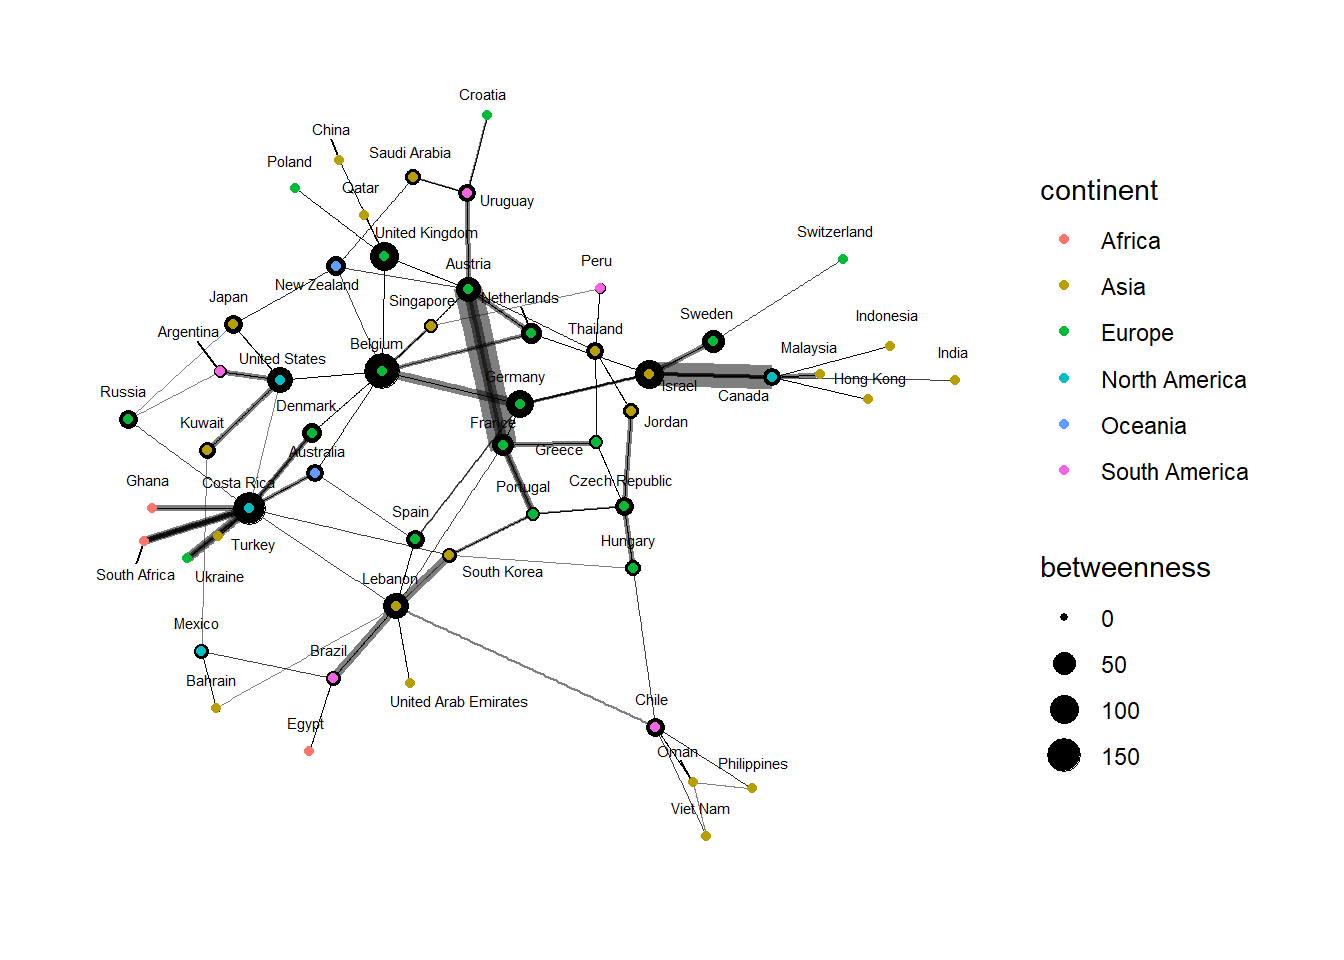 Croatia
China
Saudi Arabia
Poland
Qatar
Uruguay
United Kingdom
Switzerland
Austria
Peru
New Zealand
Singapore
Netherlands
Japan
Sweden
Indonesia
Argentina
Thailand
Belgium
Malaysia
India
United States
Germany
Israel
Hong Kong
Russia
Denmark
Canada
Kuwait
France
Jordan
Australia
Greece
Ghana
Costa Rica
Portugal
Czech Republic
Spain
Turkey
Hungary
South Africa
Ukraine
Lebanon
South Korea
Mexico
Brazil
Bahrain
United Arab Emirates
Chile
Egypt
Oman
Philippines
Viet Nam
continent
Africa
Asia
Europe
North America
Oceania
South America
betweenness
0
50
100
150